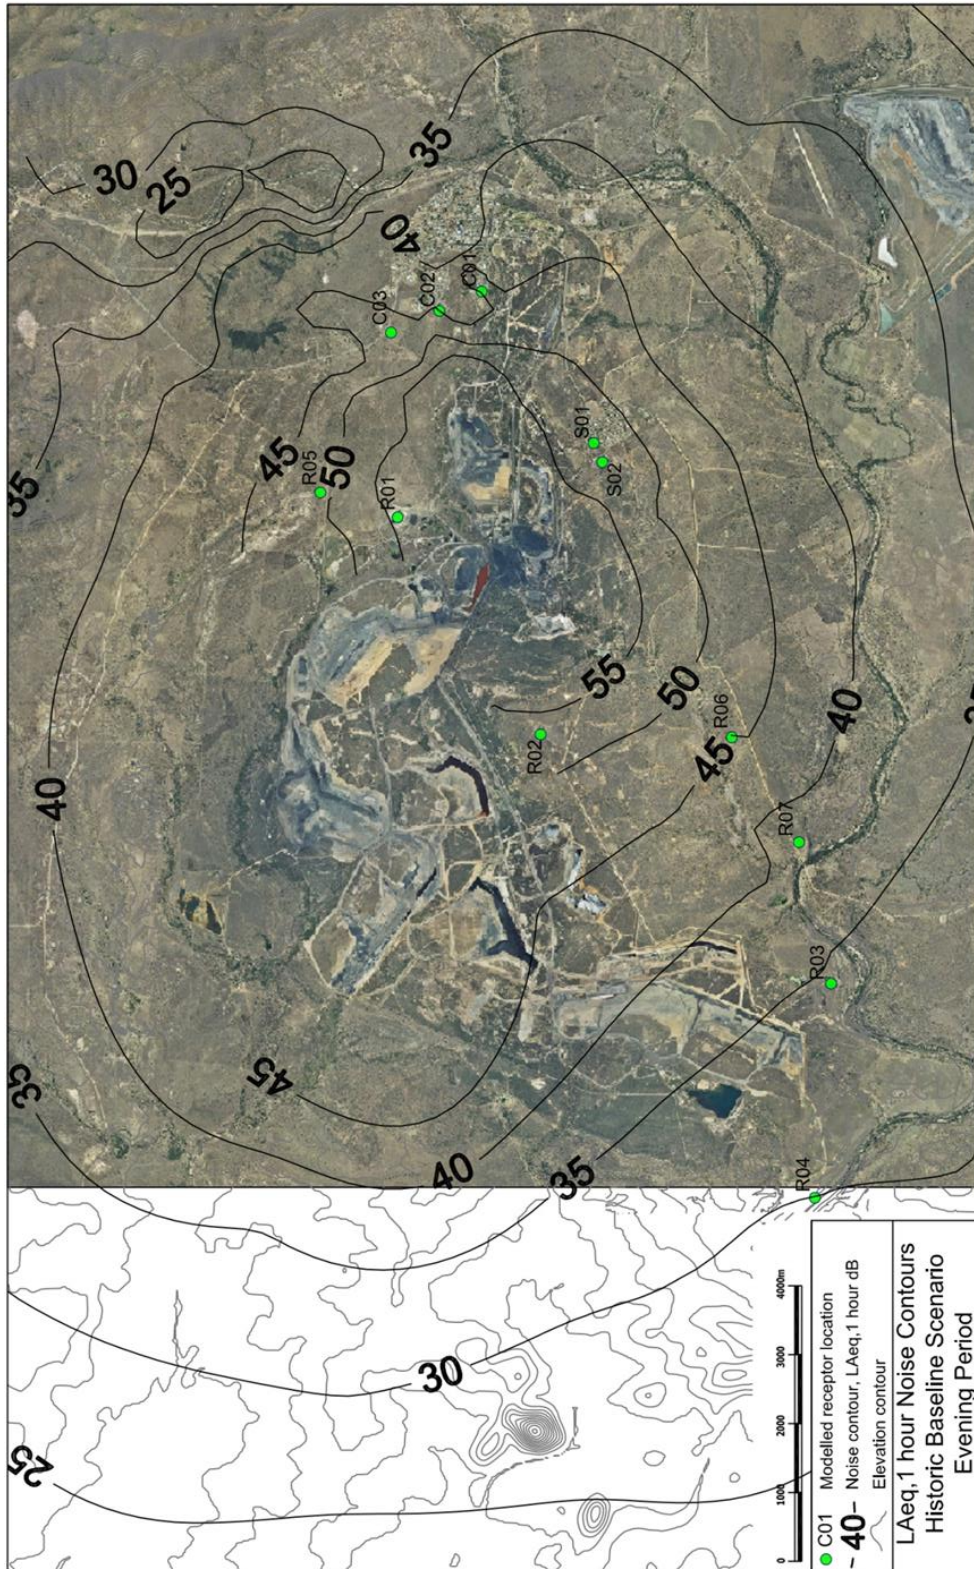 30
25
35
40
C03
C02
C01
35
45
R05
50
R01
S01
S02
40
R02
55
50
R06
45
40
R07
R03
35
45
40
35
R04
30
25
0 1000 2000 3000 4000m
C01 Modelled receptor location
40 Noise contour, LAeq,1 hour dB
Elevation contour
LAeq,1 hour Noise Contours
Historic Baseline Scenario
Evening Period